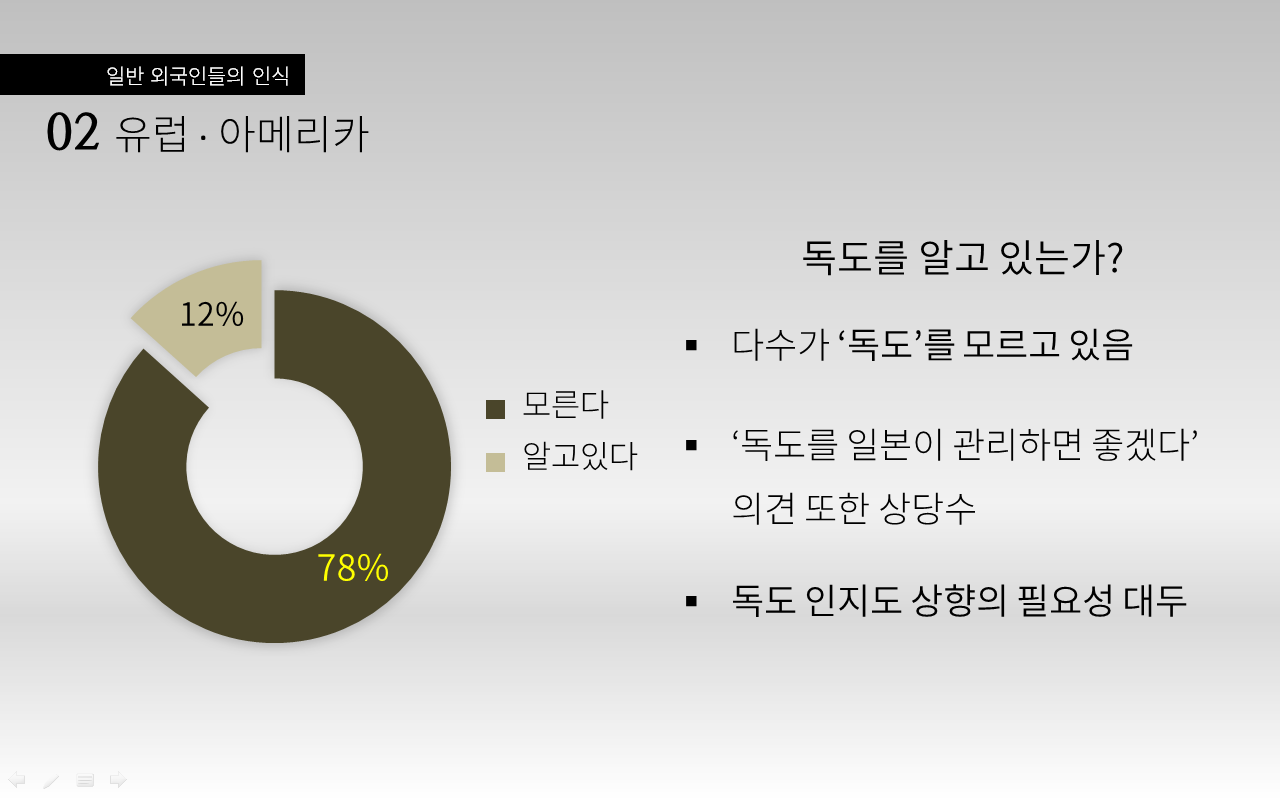 일반 외국인들의 인식
02 유럽 · 아메리카
독도를 알고 있는가?
12%
78%
모른다
알고있다
▪ 다수가 ‘독도’를 모르고 있음
▪ ‘독도를 일본이 관리하면 좋겠다’
의견 또한 상당수
▪ 독도 인지도 상향의 필요성 대두